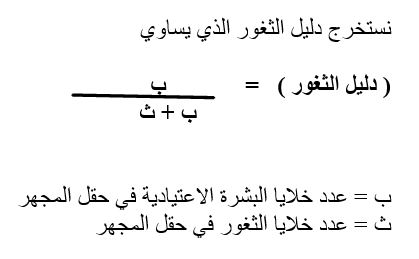 نستخرج دليل الثغور الذي يساوي
( دليل الثغور ) = ب
ب + ث
ب = عدد خلايا البشرة الاعتيادية في حقل المجهر
ث = عدد خلايا الثغور في حقل المجهر